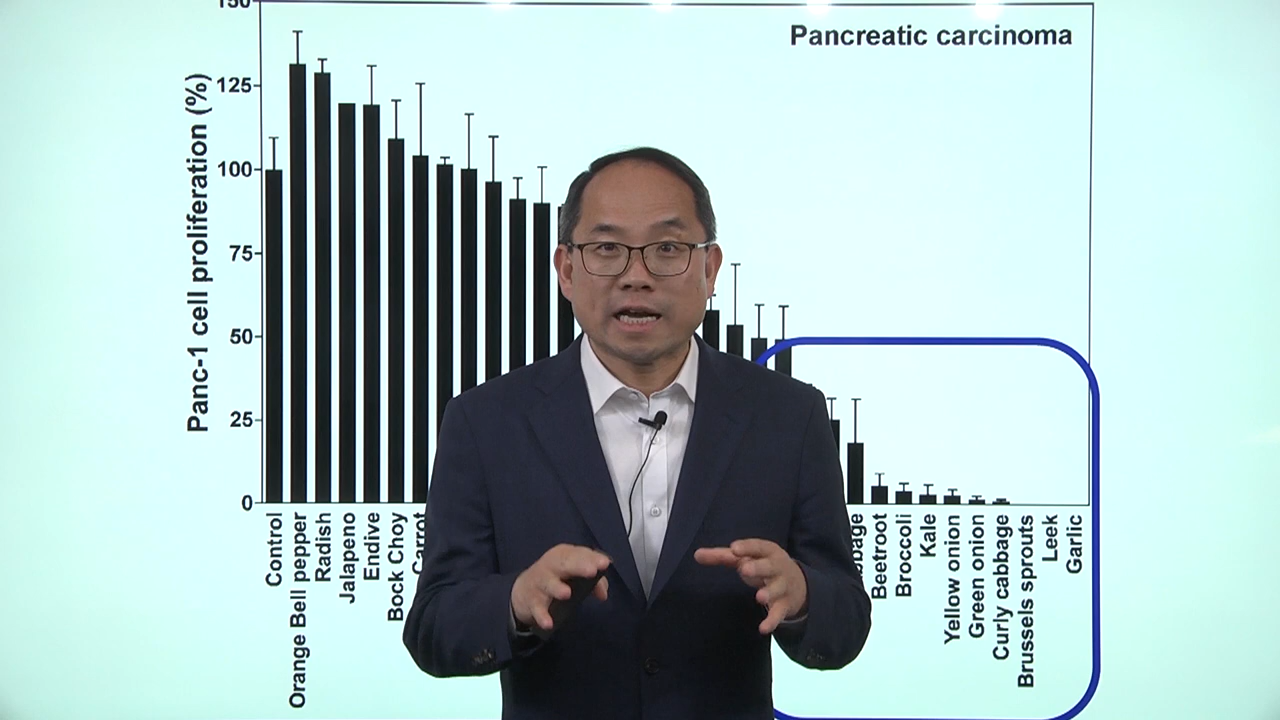 150
Pancreatic carcinoma
125
100
75
50
25
0
Panc-1 cell proliferation (%)
Control
Orange Bell pepper
Radish
Jalapeno
Endive
Bock Choy
Carrot
Beetroot
Broccoli
Kale
Yellow onion
Green onion
Curly cabbage
Brussels sprouts
Leek
Garlic